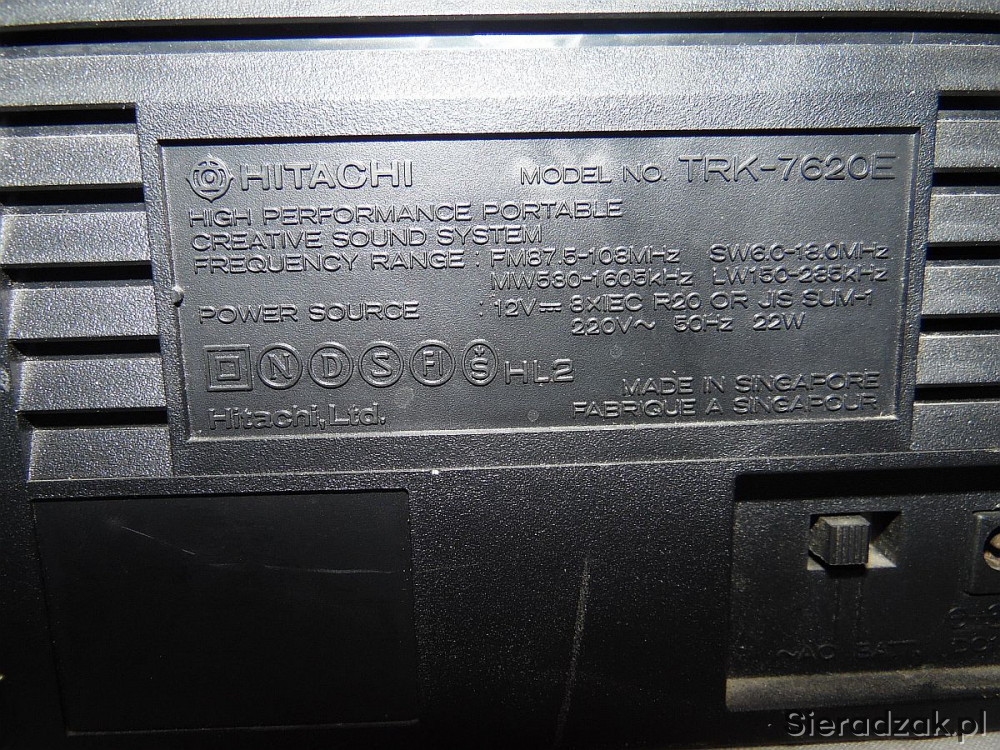 HITACHI MODEL NO. TRK-7620E
HIGH PERFORMANCE PORTABLE
CREATIVE SOUND SYSTEM
FREQUENCY RANGE : FM87.5-108MHz SW6.0-18.0MHz
MW530-1605kHz LW150-285kHz
POWER SOURCE : 12V⎓ 8×IEC R20 OR JIS SUM-1
220V～ 50Hz 22W
N D S FI Š HL2
MADE IN SINGAPORE
Hitachi, Ltd. FABRIQUE A SINGAPOUR
～AC BATT.
Sieradzak.pl